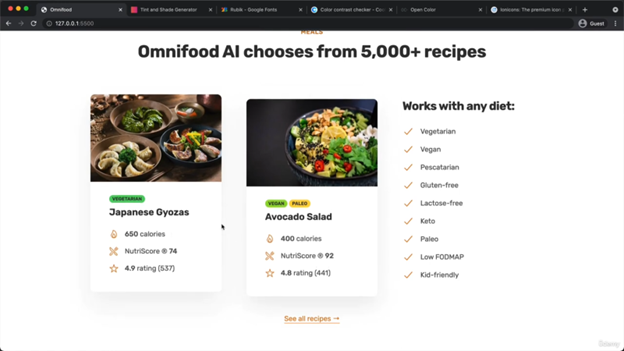 Omnifood
Tint and Shade Generator
Rubik - Google Fonts
Color contrast checker - Co
Open Color
Ionicons: The premium icon
127.0.0.1:5500
Guest
MEALS
Omnifood AI chooses from 5,000+ recipes
VEGETARIAN
Japanese Gyozas
650 calories
NutriScore ® 74
4.9 rating (537)
VEGAN PALEO
Avocado Salad
400 calories
NutriScore ® 92
4.8 rating (441)
Works with any diet:
Vegetarian
Vegan
Pescatarian
Gluten-free
Lactose-free
Keto
Paleo
Low FODMAP
Kid-friendly
See all recipes →
Udemy